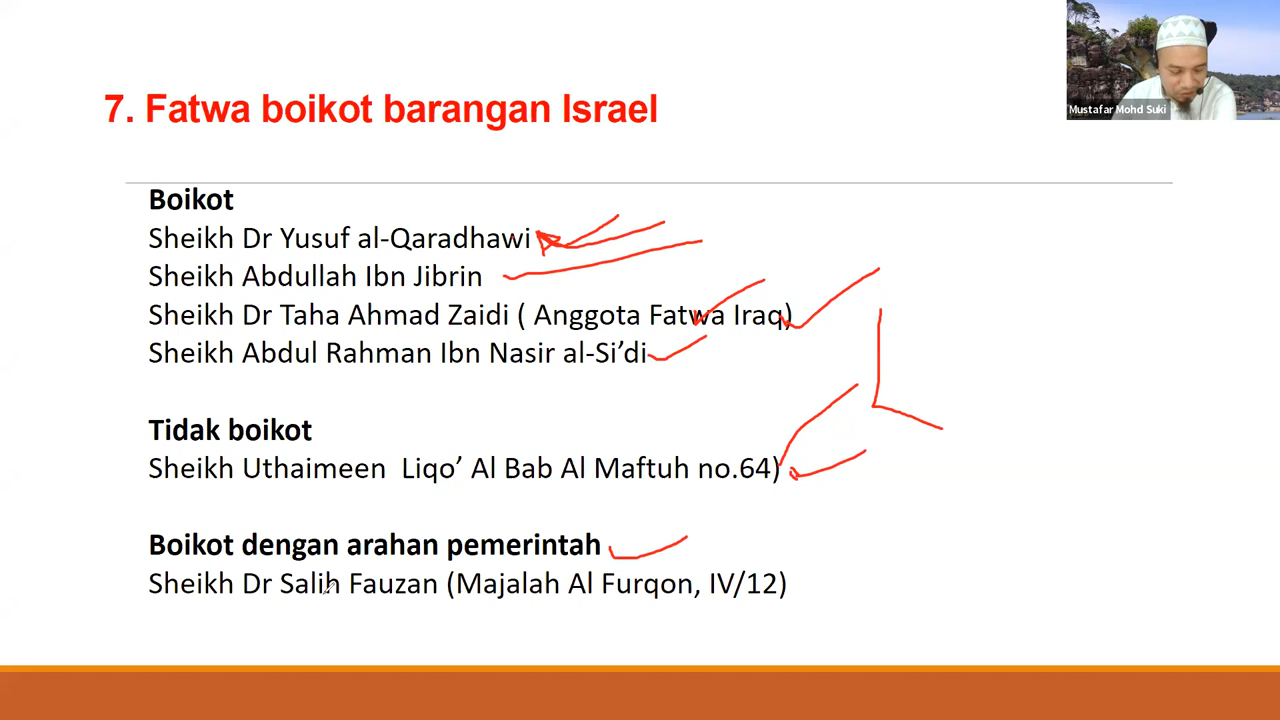 7. Fatwa boikot barangan Israel
Mustafar Mohd Suki
Boikot
Sheikh Dr Yusuf al-Qaradhawi
Sheikh Abdullah Ibn Jibrin
Sheikh Dr Taha Ahmad Zaidi ( Anggota Fatwa Iraq)
Sheikh Abdul Rahman Ibn Nasir al-Si’di
Tidak boikot
Sheikh Uthaimeen Liqo’ Al Bab Al Maftuh no.64)
Boikot dengan arahan pemerintah
Sheikh Dr Salih Fauzan (Majalah Al Furqon, IV/12)